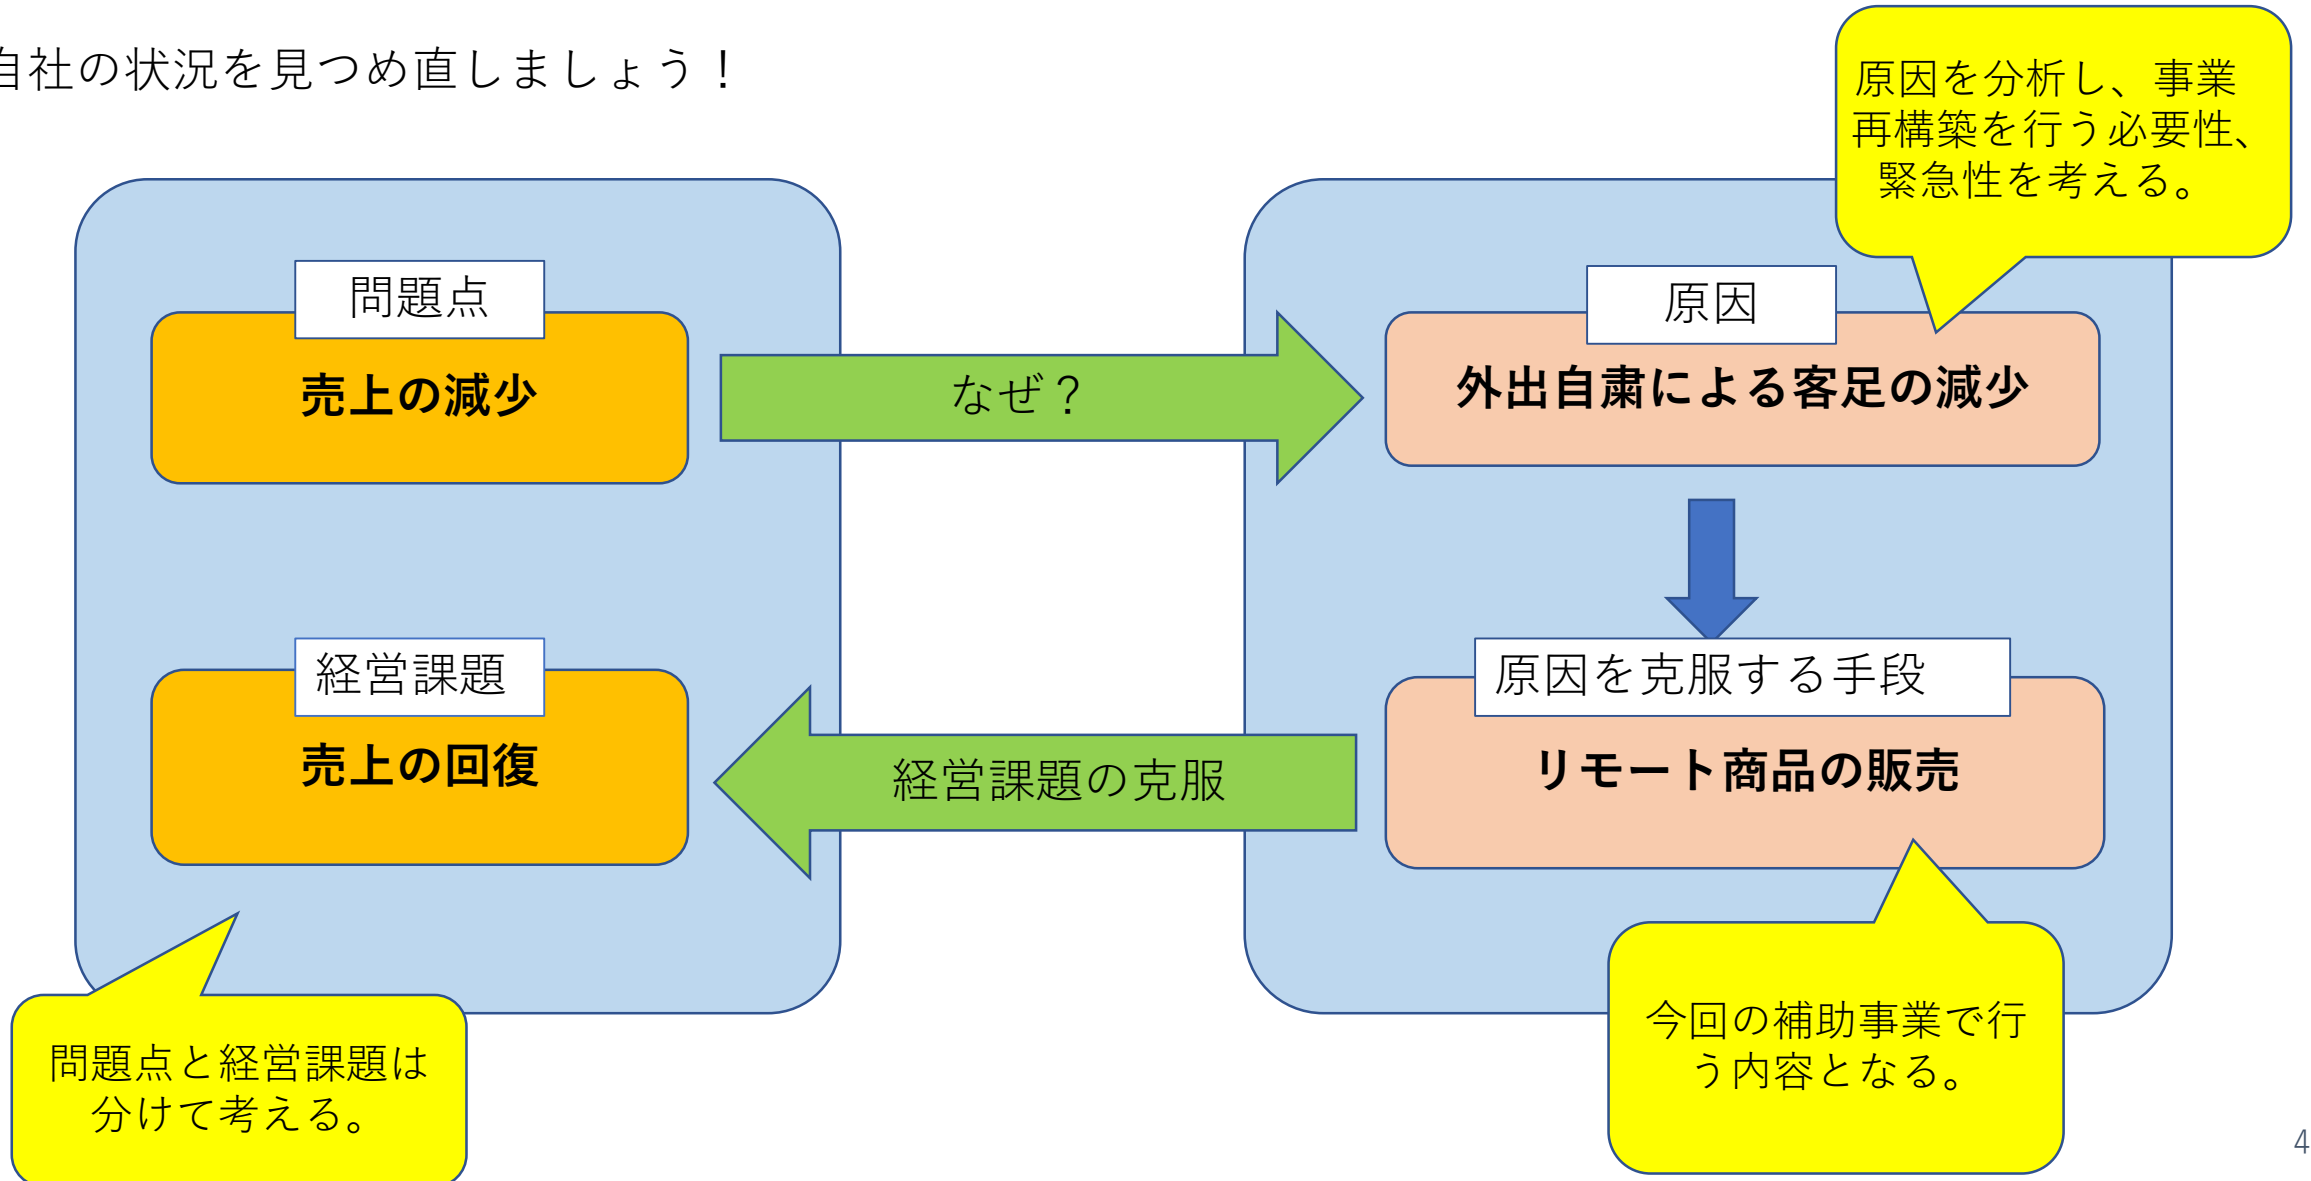 自社の状況を見つめ直しましょう！
原因を分析し、事業
再構築を行う必要性、
緊急性を考える。
問題点
売上の減少
なぜ？
原因
外出自粛による客足の減少
経営課題
売上の回復
経営課題の克服
原因を克服する手段
リモート商品の販売
問題点と経営課題は
分けて考える。
今回の補助事業で行
う内容となる。
4